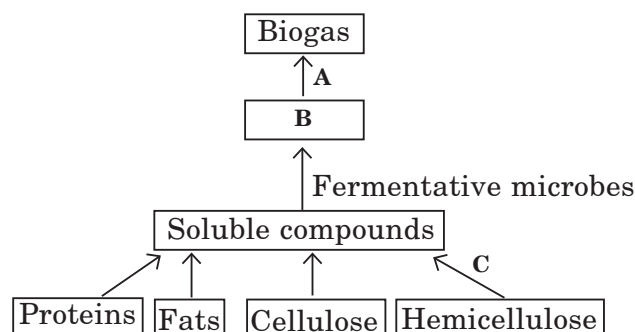 Biogas
A
B
Fermentative microbes
Soluble compounds
C
Proteins
Fats
Cellulose
Hemicellulose